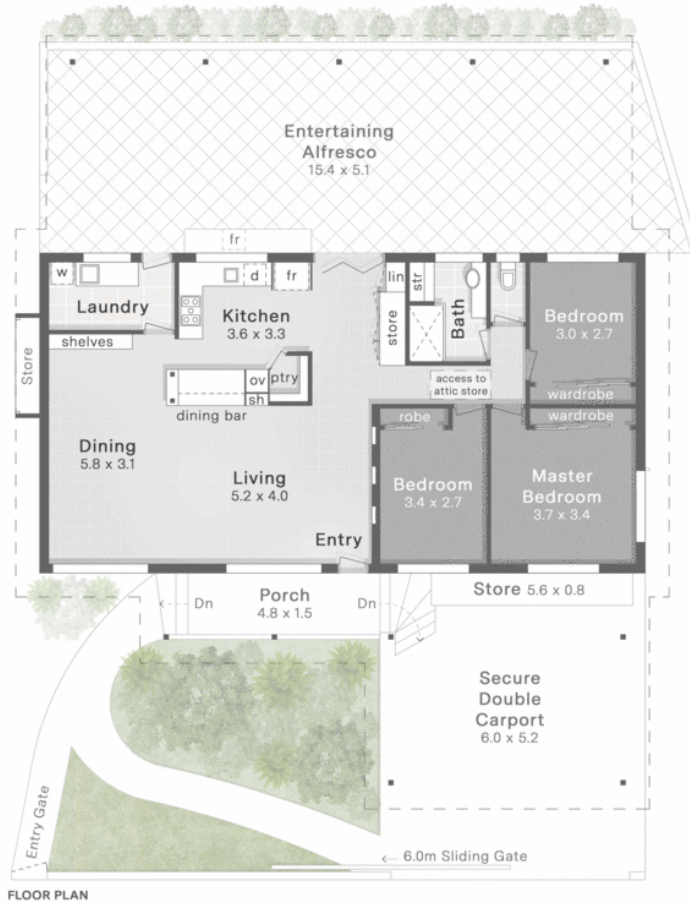 Entertaining
Alfresco
15.4 x 5.1
fr
w
d
fr
lin
str
Laundry
Kitchen
3.6 x 3.3
store
Bath
Bedroom
3.0 x 2.7
shelves
Store
ov
ptry
sh
dining bar
access to
attic store
wardrobe
robe
wardrobe
Dining
5.8 x 3.1
Living
5.2 x 4.0
Bedroom
3.4 x 2.7
Master
Bedroom
3.7 x 3.4
Entry
Dn
Porch
4.8 x 1.5
Dn
Store 5.6 x 0.8
Secure
Double
Carport
6.0 x 5.2
Entry Gate
6.0m Sliding Gate
FLOOR PLAN